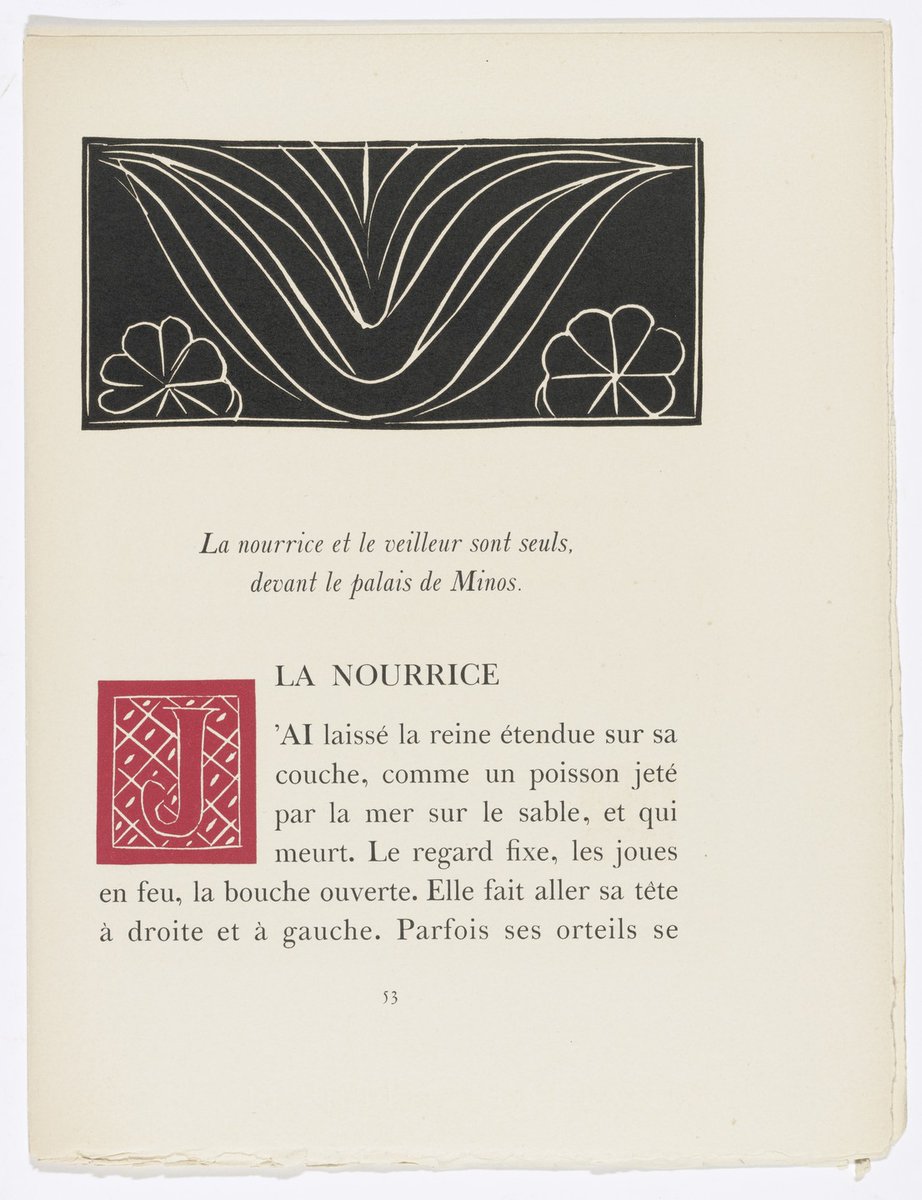 La nourrice et le veilleur sont seuls,
devant le palais de Minos.
LA NOURRICE
J'AI laissé la reine étendue sur sa
couche, comme un poisson jeté
par la mer sur le sable, et qui
meurt. Le regard fixe, les joues
en feu, la bouche ouverte. Elle fait aller sa tête
à droite et à gauche. Parfois ses orteils se
53